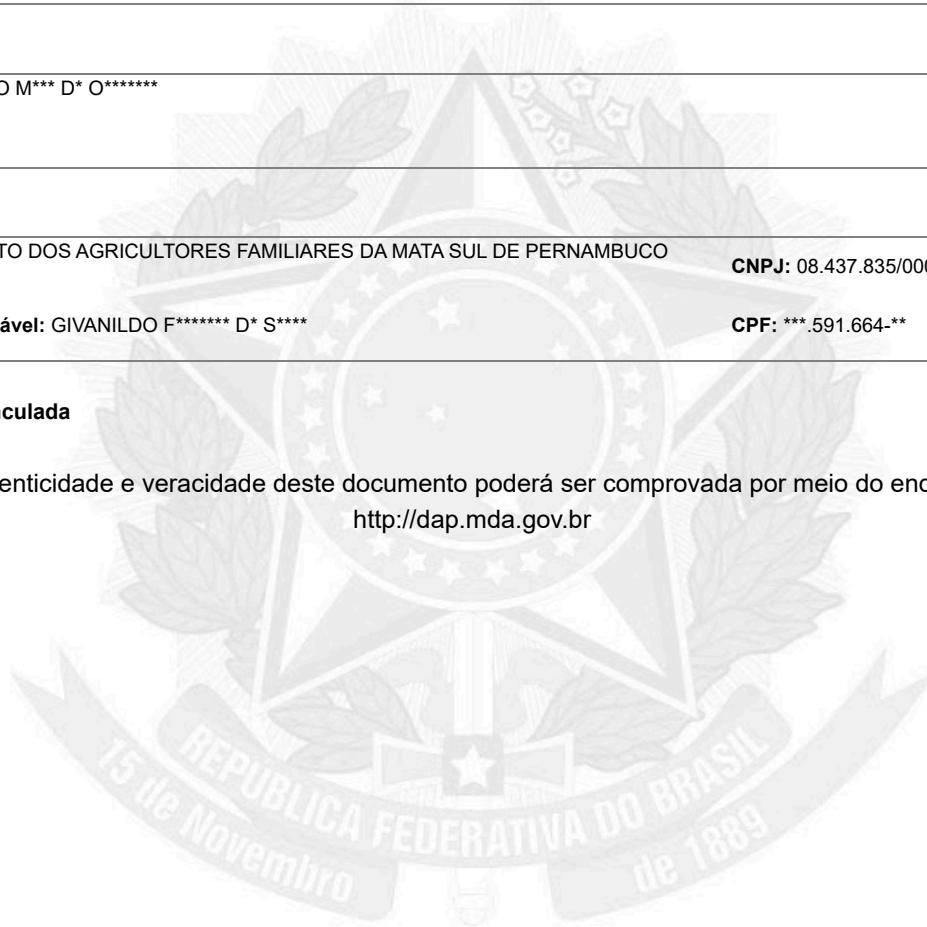 O M*** D* O*******
TO DOS AGRICULTORES FAMILIARES DA MATA SUL DE PERNAMBUCO
CNPJ: 08.437.835/000
ável: GIVANILDO F******* D* S****
CPF: ***.591.664-**
culada
enticidade e veracidade deste documento poderá ser comprovada por meio do end
http://dap.mda.gov.br
REPÚBLICA FEDERATIVA DO BRASIL
15 de Novembro
de 1889